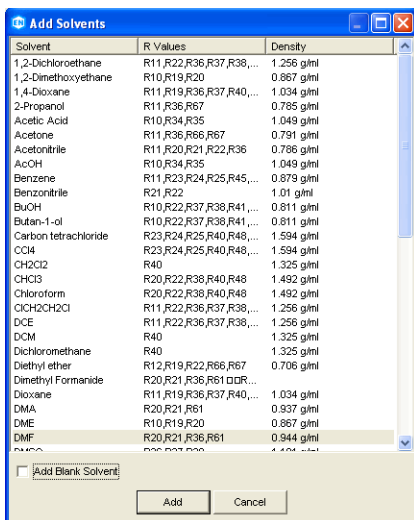 Add Solvents
Solvent R Values Density
1,2-Dichloroethane R11,R22,R36,R37,R38,... 1.256 g/ml
1,2-Dimethoxyethane R10,R19,R20 0.867 g/ml
1,4-Dioxane R11,R19,R36,R37,R40,... 1.034 g/ml
2-Propanol R11,R36,R67 0.785 g/ml
Acetic Acid R10,R34,R35 1.049 g/ml
Acetone R11,R36,R66,R67 0.791 g/ml
Acetonitrile R11,R20,R21,R22,R36 0.786 g/ml
AcOH R10,R34,R35 1.049 g/ml
Benzene R11,R23,R24,R25,R45,... 0.879 g/ml
Benzonitrile R21,R22 1.01 g/ml
BuOH R10,R22,R37,R38,R41,... 0.811 g/ml
Butan-1-ol R10,R22,R37,R38,R41,... 0.811 g/ml
Carbon tetrachloride R23,R24,R25,R40,R48,... 1.594 g/ml
CCl4 R23,R24,R25,R40,R48,... 1.594 g/ml
CH2Cl2 R40 1.325 g/ml
CHCl3 R20,R22,R38,R40,R48 1.492 g/ml
Chloroform R20,R22,R38,R40,R48 1.492 g/ml
ClCH2CH2Cl R11,R22,R36,R37,R38,... 1.256 g/ml
DCE R11,R22,R36,R37,R38,... 1.256 g/ml
DCM R40 1.325 g/ml
Dichloromethane R40 1.325 g/ml
Diethyl ether R12,R19,R22,R66,R67 0.706 g/ml
Dimethyl Formanide R20,R21,R36,R61 □□R...
Dioxane R11,R19,R36,R37,R40,... 1.034 g/ml
DMA R20,R21,R61 0.937 g/ml
DME R10,R19,R20 0.867 g/ml
DMF R20,R21,R36,R61 0.944 g/ml
Add Blank Solvent
Add Cancel